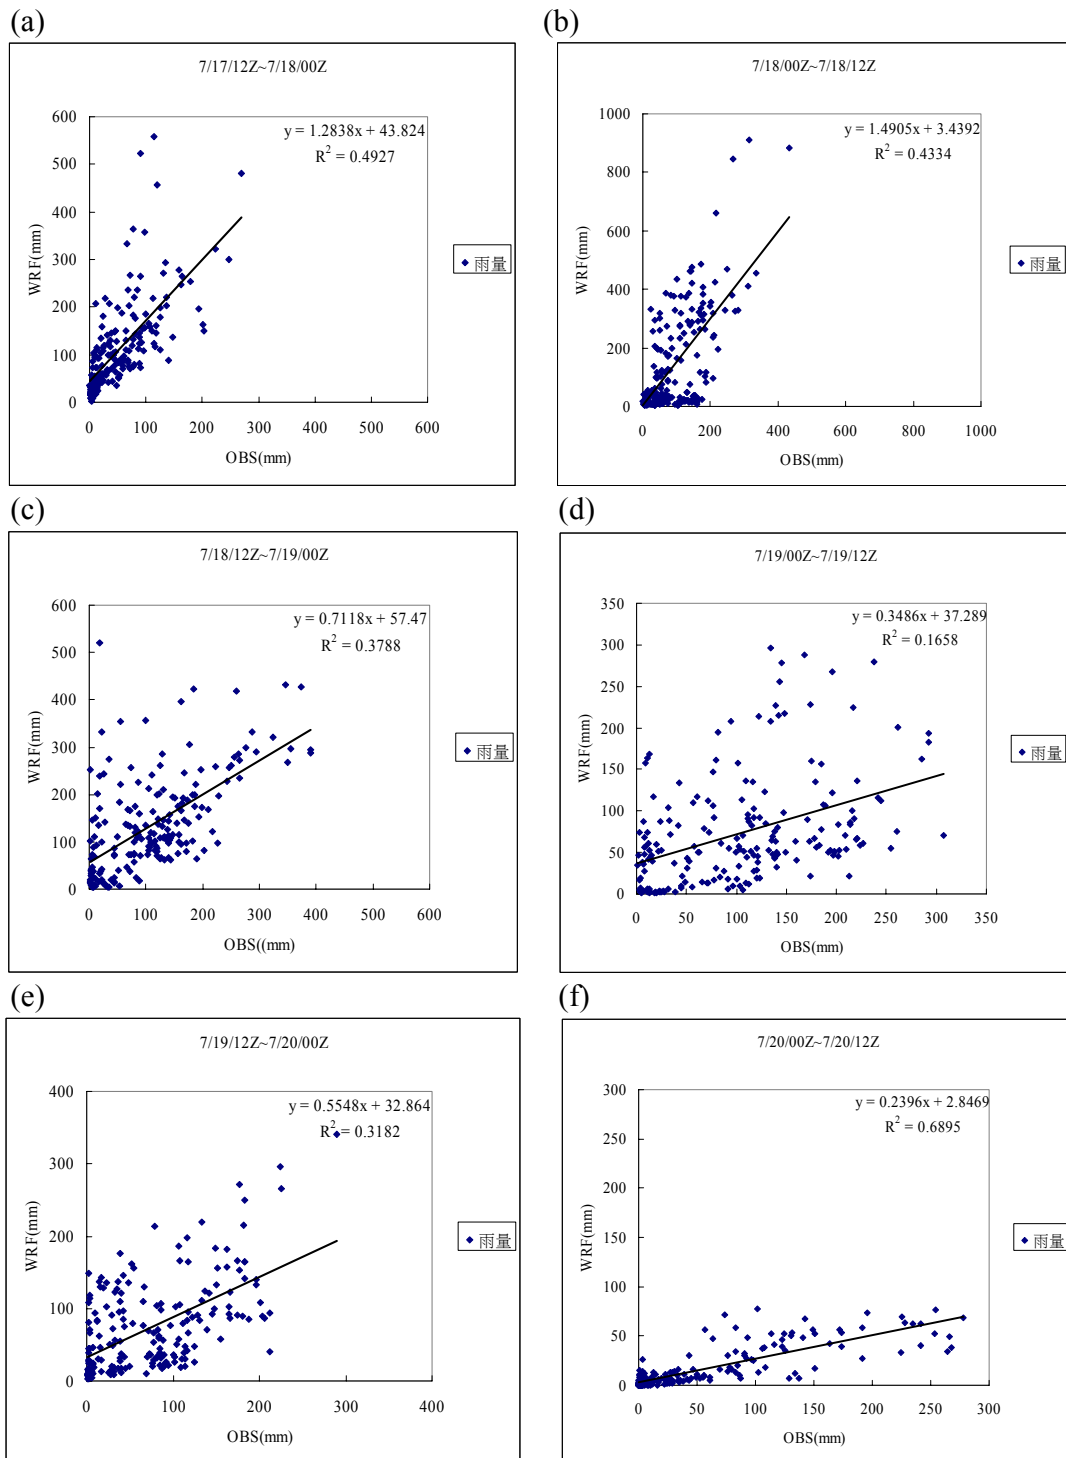 (a)
7/17/12Z~7/18/00Z
y = 1.2838x + 43.824
R² = 0.4927
600
500
400
300
200
100
0
WRF(mm)
0 100 200 300 400 500 600
OBS(mm)
雨量
(b)
7/18/00Z~7/18/12Z
y = 1.4905x + 3.4392
R² = 0.4334
1000
800
600
400
200
0
WRF(mm)
0 200 400 600 800 1000
OBS(mm)
雨量
(c)
7/18/12Z~7/19/00Z
y = 0.7118x + 57.47
R² = 0.3788
600
500
400
300
200
100
0
WRF(mm)
0 100 200 300 400 500 600
OBS((mm)
雨量
(d)
7/19/00Z~7/19/12Z
y = 0.3486x + 37.289
R² = 0.1658
350
300
250
200
150
100
50
0
WRF(mm)
0 50 100 150 200 250 300 350
OBS(mm)
雨量
(e)
7/19/12Z~7/20/00Z
y = 0.5548x + 32.864
R² = 0.3182
400
300
200
100
0
WRF(mm)
0 100 200 300 400
OBS(mm)
雨量
(f)
7/20/00Z~7/20/12Z
y = 0.2396x + 2.8469
R² = 0.6895
300
250
200
150
100
50
0
WRF(mm)
0 50 100 150 200 250 300
OBS(mm)
雨量